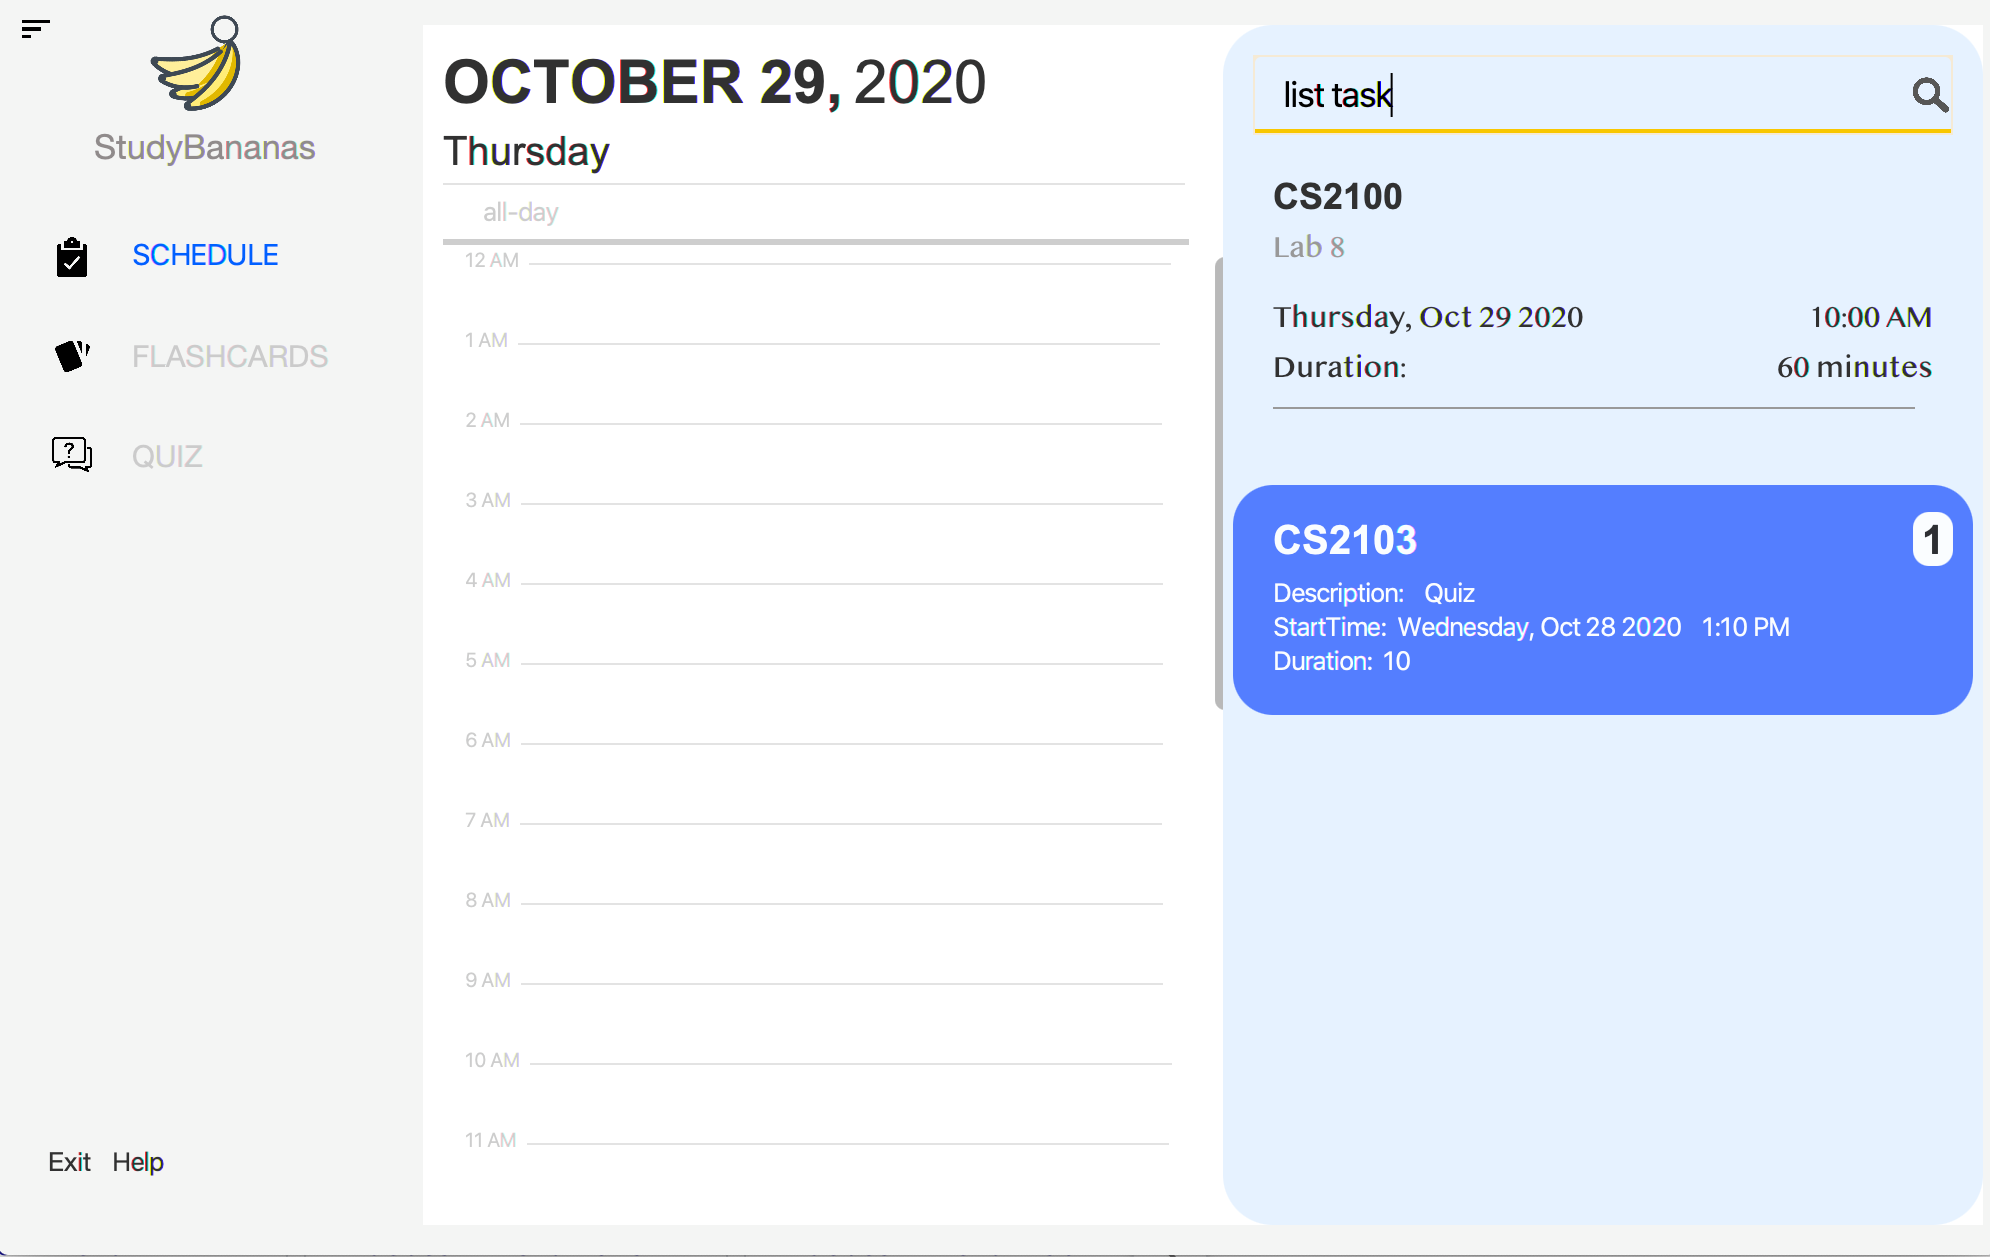 StudyBananas
SCHEDULE
FLASHCARDS
QUIZ
Exit Help
OCTOBER 29, 2020
Thursday
all-day
12 AM
1 AM
2 AM
3 AM
4 AM
5 AM
6 AM
7 AM
8 AM
9 AM
10 AM
11 AM
list task
CS2100
Lab 8
Thursday, Oct 29 2020 10:00 AM
Duration: 60 minutes
CS2103 1
Description: Quiz
StartTime: Wednesday, Oct 28 2020 1:10 PM
Duration: 10